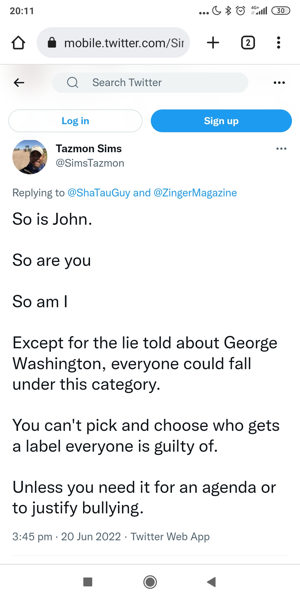 20:11
4G+
30
mobile.twitter.com/Sir
2
Search Twitter
Log in
Sign up
Tazmon Sims
@SimsTazmon
Replying to @ShaTauGuy and @ZingerMagazine
So is John.
So are you
So am I
Except for the lie told about George
Washington, everyone could fall
under this category.
You can't pick and choose who gets
a label everyone is guilty of.
Unless you need it for an agenda or
to justify bullying.
3:45 pm · 20 Jun 2022 · Twitter Web App